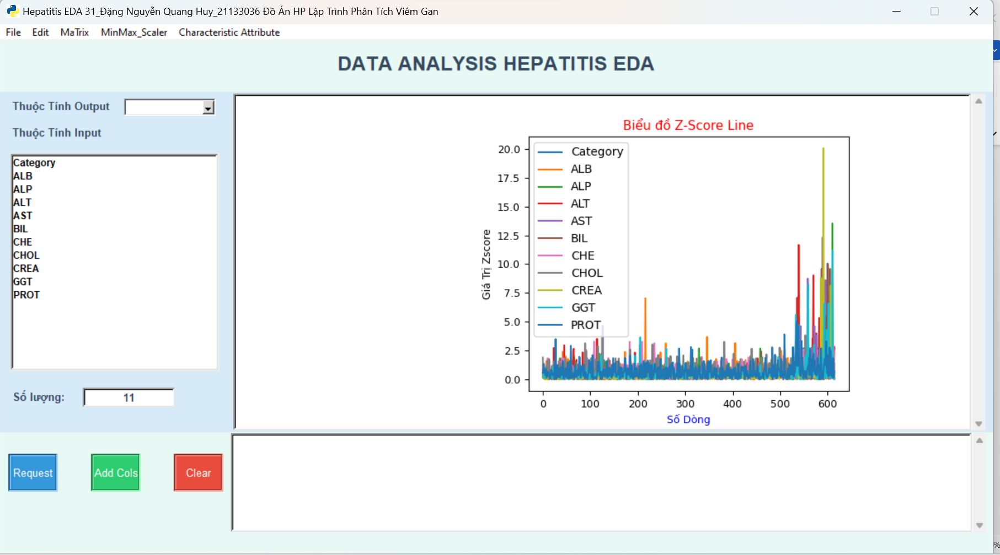 Hepatitis EDA 31_Đặng Nguyễn Quang Huy_21133036 Đồ Án HP Lập Trình Phân Tích Viêm Gan
File Edit MaTrix MinMax_Scaler Characteristic Attribute
DATA ANALYSIS HEPATITIS EDA
Thuộc Tính Output
Thuộc Tính Input
Category
ALB
ALP
ALT
AST
BIL
CHE
CHOL
CREA
GGT
PROT
Số lượng: 11
Request Add Cols Clear
Biểu đồ Z-Score Line
Giá Trị Zscore
20.0
17.5
15.0
12.5
10.0
7.5
5.0
2.5
0.0
Category
ALB
ALP
ALT
AST
BIL
CHE
CHOL
CREA
GGT
PROT
0 100 200 300 400 500 600
Số Dòng
%